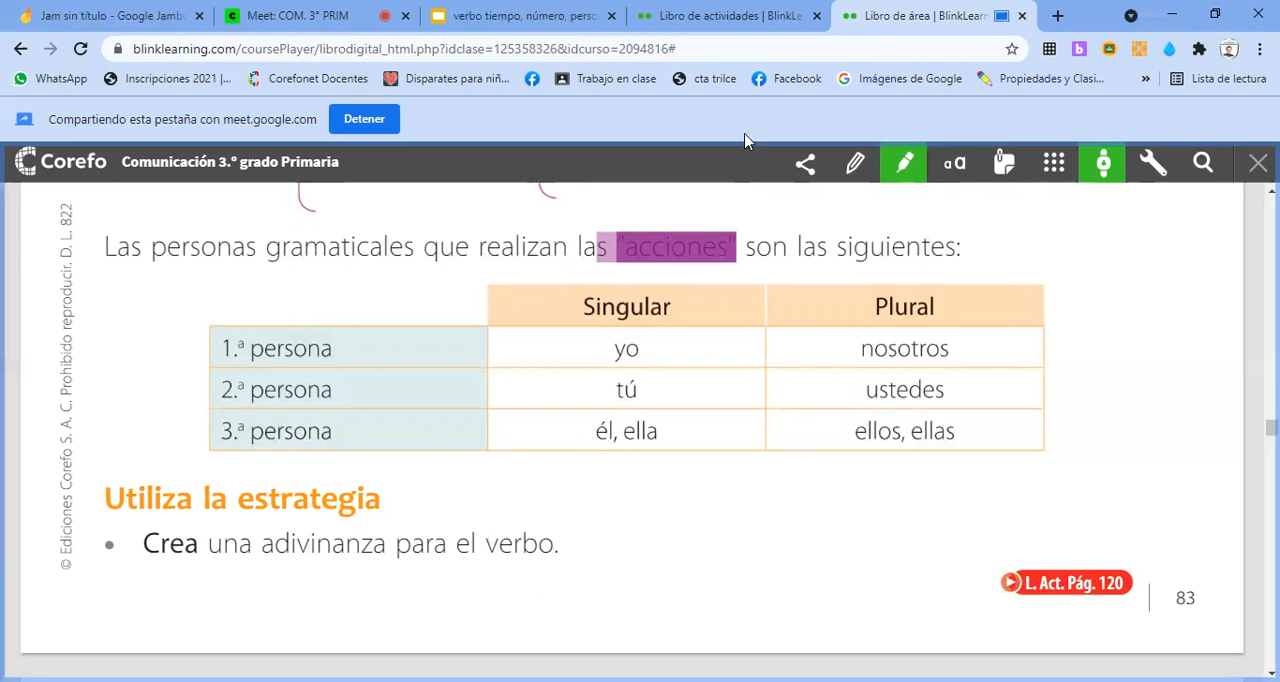 Jam sin título - Google Jamb
Meet: COM. 3° PRIM
verbo tiempo, número, perso
Libro de actividades | BlinkLe
Libro de área | BlinkLearn
blinklearning.com/coursePlayer/librodigital_html.php?idclase=125358326&idcurso=2094816#
WhatsApp
Inscripciones 2021 |...
Corefonet Docentes
Disparates para niñ...
Trabajo en clase
cta trilce
Facebook
Imágenes de Google
Propiedades y Clasi...
»
Lista de lectura
Compartiendo esta pestaña con meet.google.com
Detener
Corefo
Comunicación 3.º grado Primaria
a a
Las personas gramaticales que realizan las "acciones" son las siguientes:
Singular Plural
1.ª persona yo nosotros
2.ª persona tú ustedes
3.ª persona él, ella ellos, ellas
Utiliza la estrategia
• Crea una adivinanza para el verbo.
L. Act. Pág. 120
83
© Ediciones Corefo S. A. C. Prohibido reproducir. D. L. 822